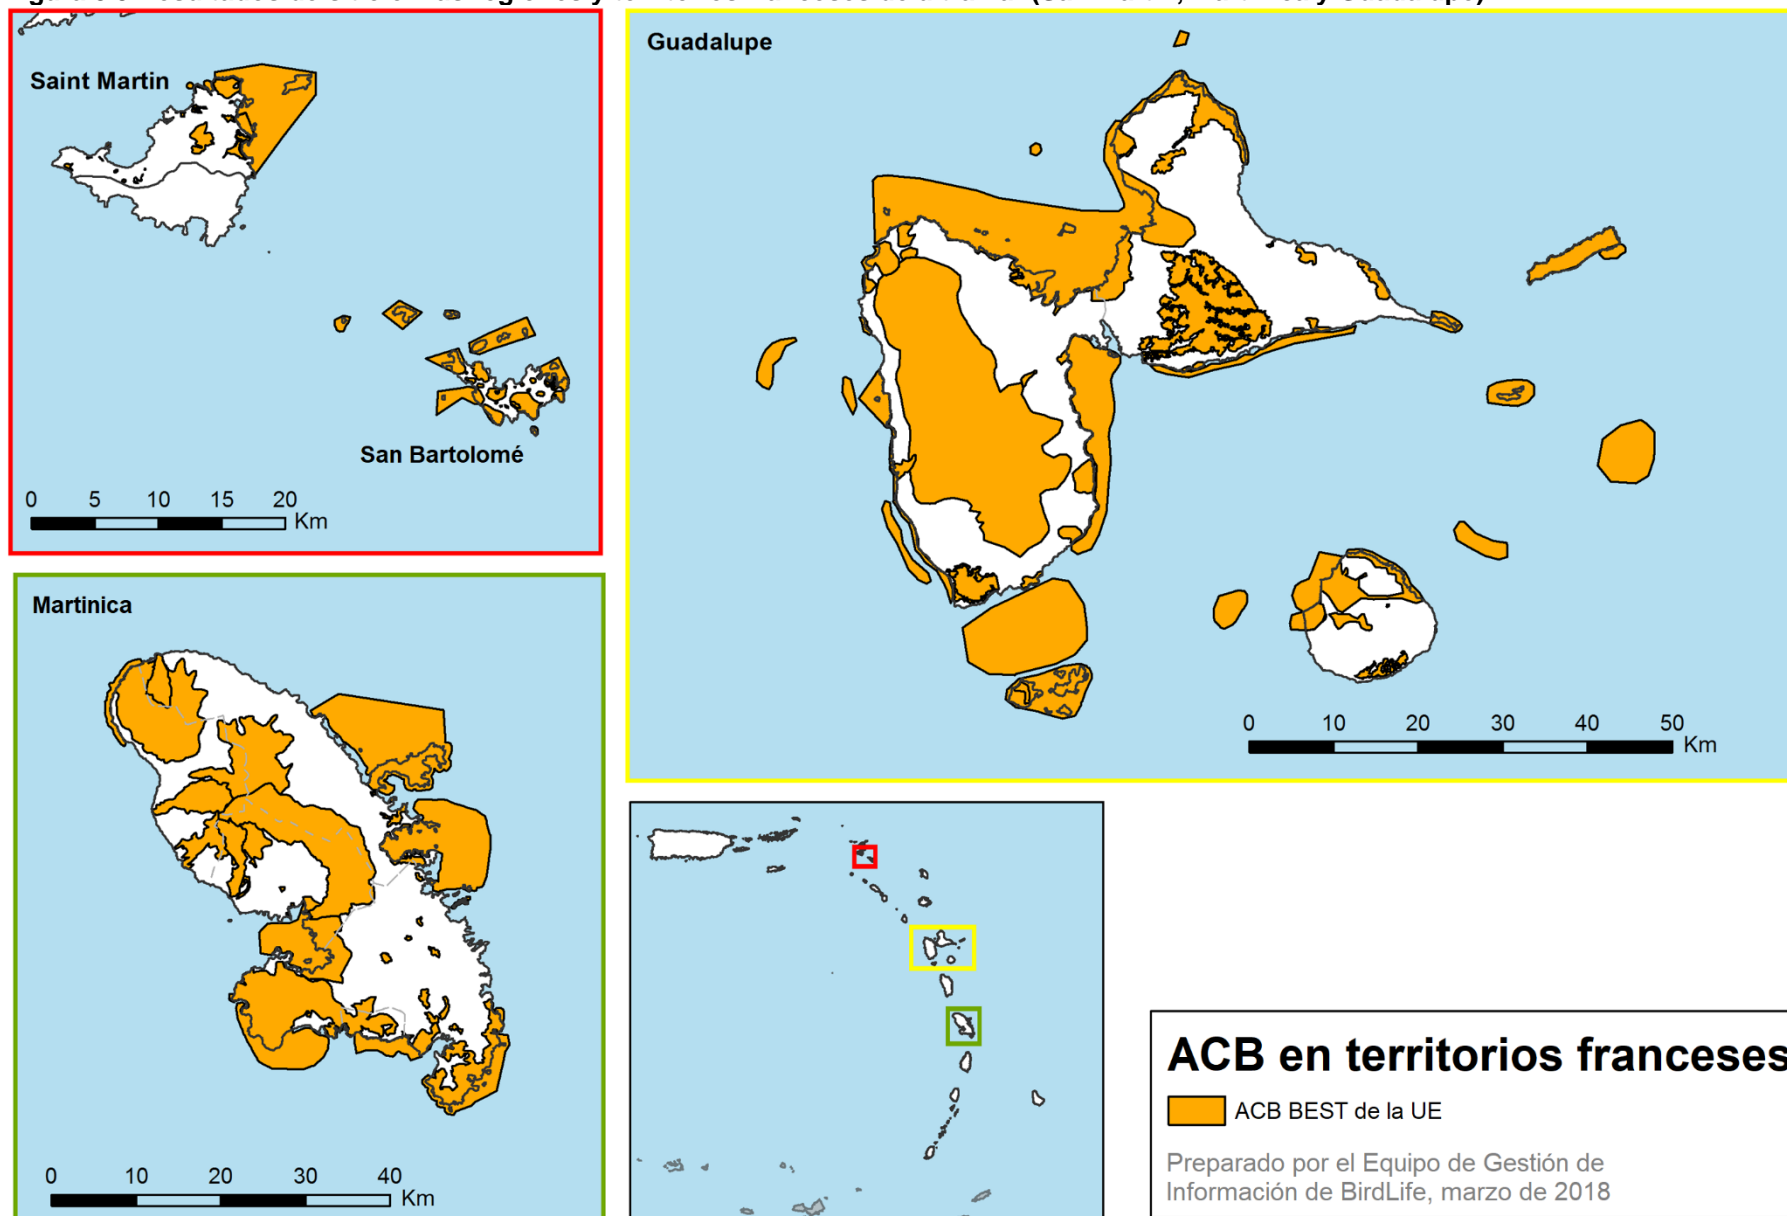 Saint Martin
San Bartolomé
0 5 10 15 20
Km
Guadalupe
0 10 20 30 40 50
Km
Martinica
0 10 20 30 40
Km
ACB en territorios franceses
ACB BEST de la UE
Preparado por el Equipo de Gestión de
Información de BirdLife, marzo de 2018